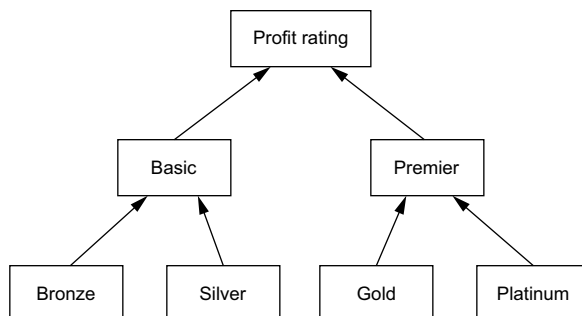 Profit rating
Basic
Premier
Bronze
Silver
Gold
Platinum